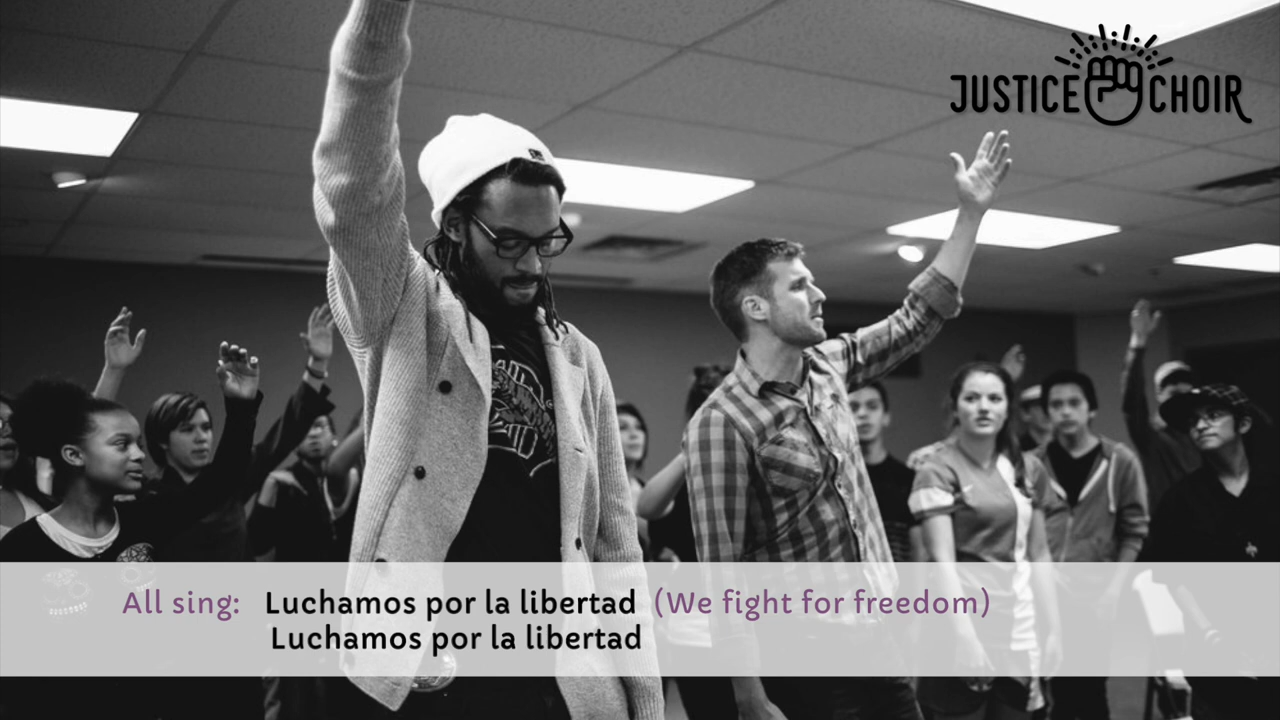 JUSTICE CHOIR
All sing: Luchamos por la libertad (We fight for freedom)
Luchamos por la libertad